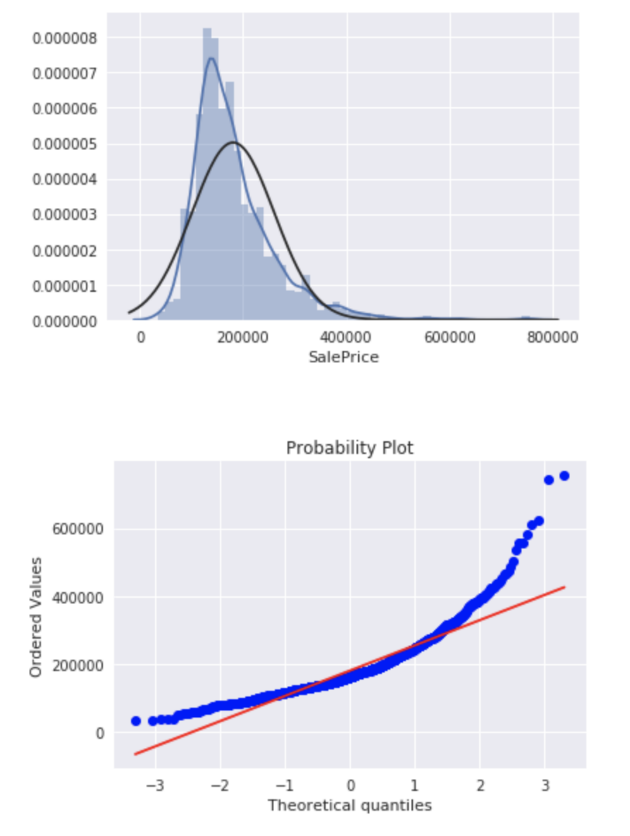 0.000008
0.000007
0.000006
0.000005
0.000004
0.000003
0.000002
0.000001
0.000000
0 200000 400000 600000 800000
SalePrice
Probability Plot
600000
400000
200000
0
Ordered Values
−3 −2 −1 0 1 2 3
Theoretical quantiles